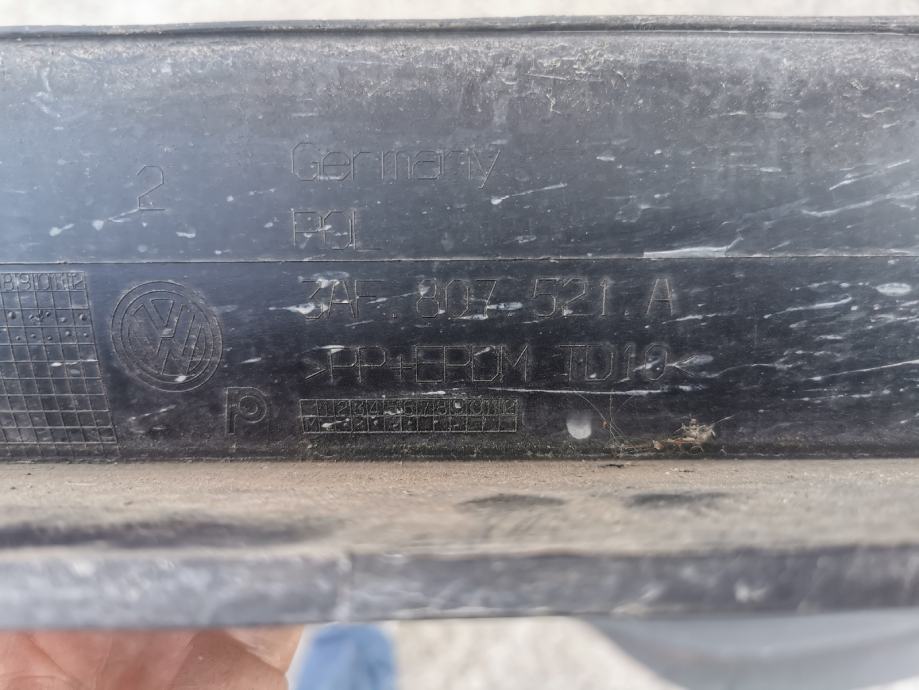 Germany
2
POL
3AF.807 521.A
>PP+EPDM TD10<